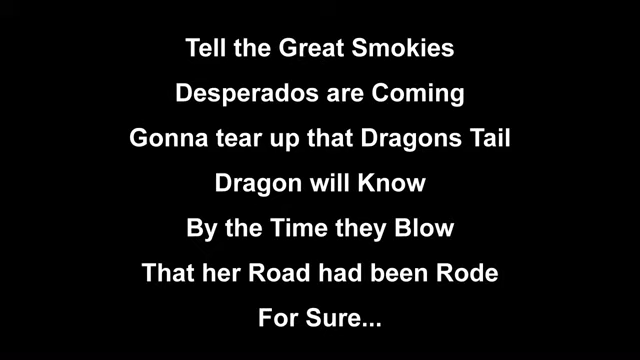 Tell the Great Smokies
Desperados are Coming
Gonna tear up that Dragons Tail
Dragon will Know
By the Time they Blow
That her Road had been Rode
For Sure...